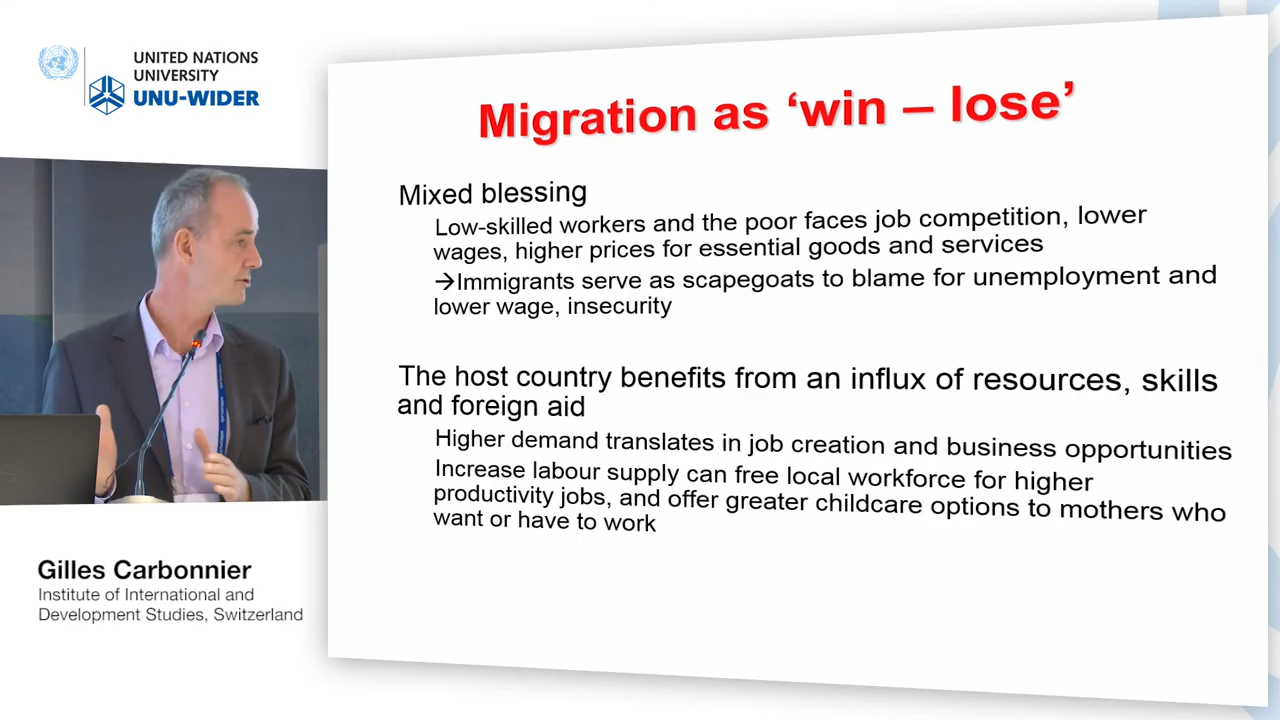 UNITED NATIONS
UNIVERSITY
UNU-WIDER
Migration as ‘win – lose’
Mixed blessing
Low-skilled workers and the poor faces job competition, lower
wages, higher prices for essential goods and services
→Immigrants serve as scapegoats to blame for unemployment and
lower wage, insecurity
The host country benefits from an influx of resources, skills
and foreign aid
Higher demand translates in job creation and business opportunities
Increase labour supply can free local workforce for higher
productivity jobs, and offer greater childcare options to mothers who
want or have to work
Gilles Carbonnier
Institute of International and
Development Studies, Switzerland